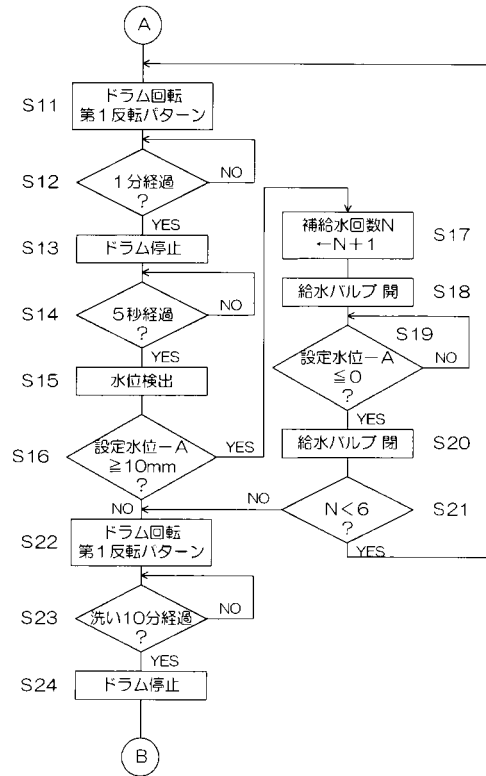 A
S11
ドラム回転
第1反転パターン
S12
1分経過
?
NO
YES
S13
ドラム停止
S14
5秒経過
?
NO
YES
S15
水位検出
S16
設定水位ーA
≧10mm
?
YES
NO
補給水回数N
←N+1
S17
給水バルブ 開
S18
S19
設定水位ーA
≦0
?
NO
YES
給水バルブ 閉
S20
N<6
?
S21
NO
YES
S22
ドラム回転
第1反転パターン
S23
洗い10分経過
?
NO
YES
S24
ドラム停止
B